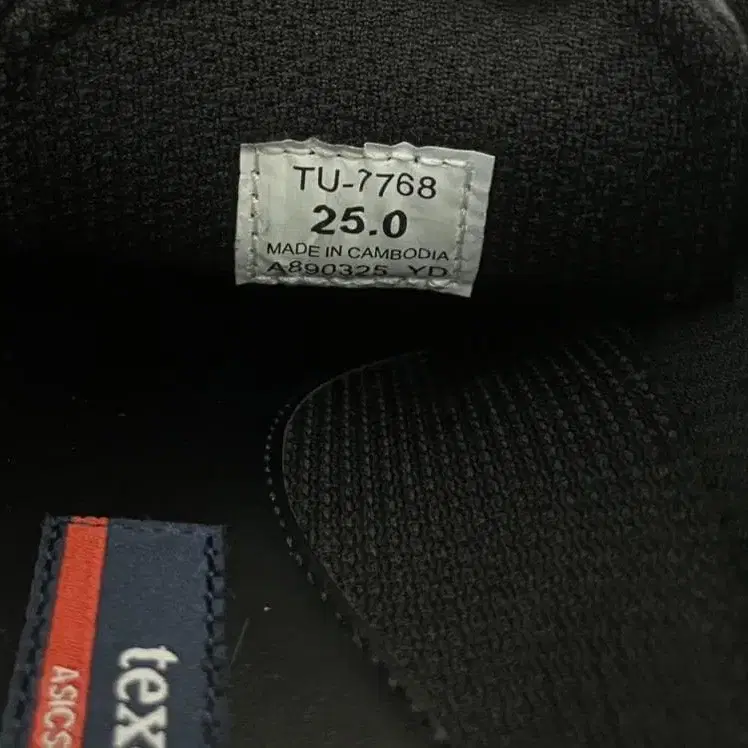 TU-7768
25.0
MADE IN CAMBODIA
A890325 YD
tex
ASICS